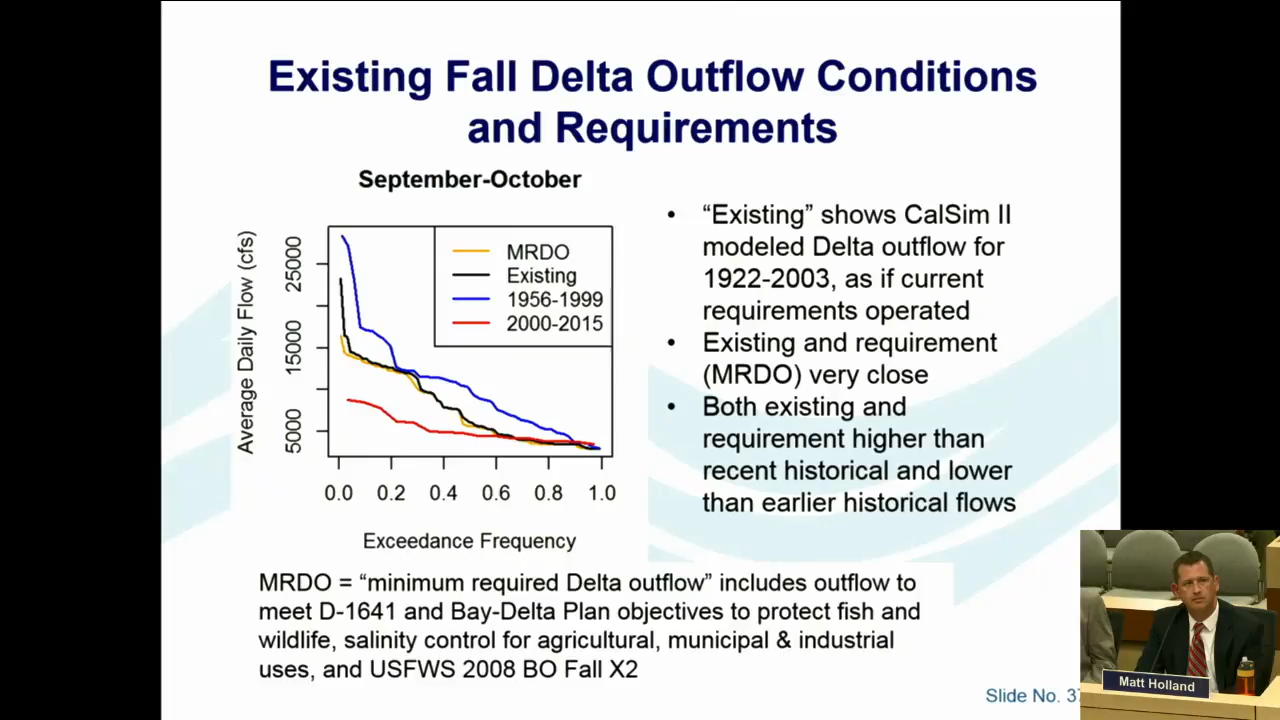 Existing Fall Delta Outflow Conditions
and Requirements
September-October
Average Daily Flow (cfs)
25000
15000
5000
MRDO
Existing
1956-1999
2000-2015
0.0 0.2 0.4 0.6 0.8 1.0
Exceedance Frequency
• “Existing” shows CalSim II
modeled Delta outflow for
1922-2003, as if current
requirements operated
• Existing and requirement
(MRDO) very close
• Both existing and
requirement higher than
recent historical and lower
than earlier historical flows
MRDO = “minimum required Delta outflow” includes outflow to
meet D-1641 and Bay-Delta Plan objectives to protect fish and
wildlife, salinity control for agricultural, municipal & industrial
uses, and USFWS 2008 BO Fall X2
Slide No.
Matt Holland